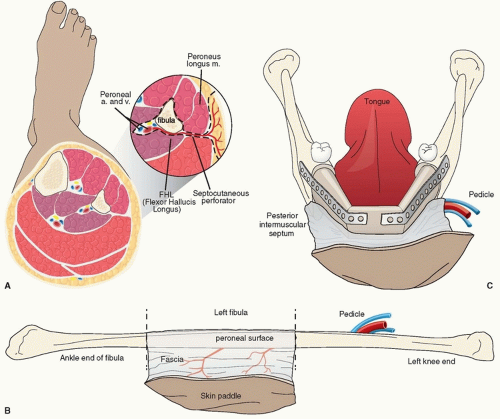 Peroneus
longus m.
Peroneal
a. and v.
fibula
FHL
(Flexor Hallucis
Longus)
Septocutaneous
perforator
A
Tongue
Pedicle
Posterior
intermuscular
septum
C
Left fibula
Pedicle
peroneal surface
Ankle end of fibula
Fascia
Left knee end
Skin paddle
B